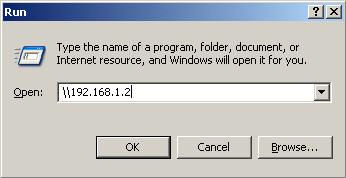 Run
Type the name of a program, folder, document, or
Internet resource, and Windows will open it for you.
Open: \\192.168.1.2
OK Cancel Browse...